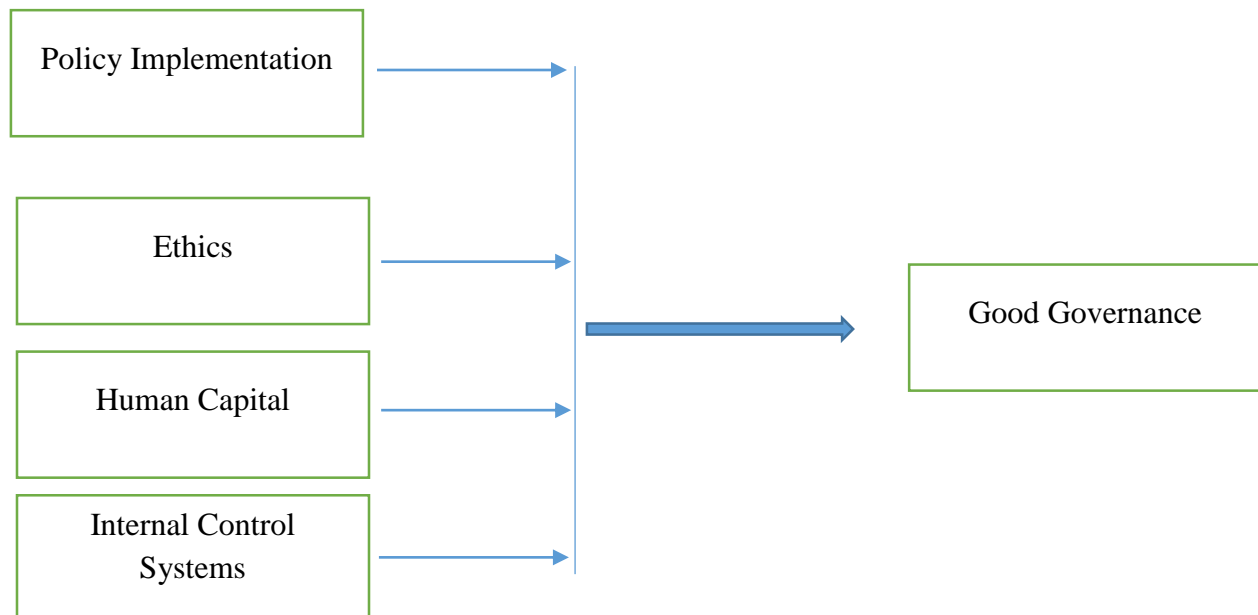 Policy Implementation
Ethics
Good Governance
Human Capital
Internal Control
Systems